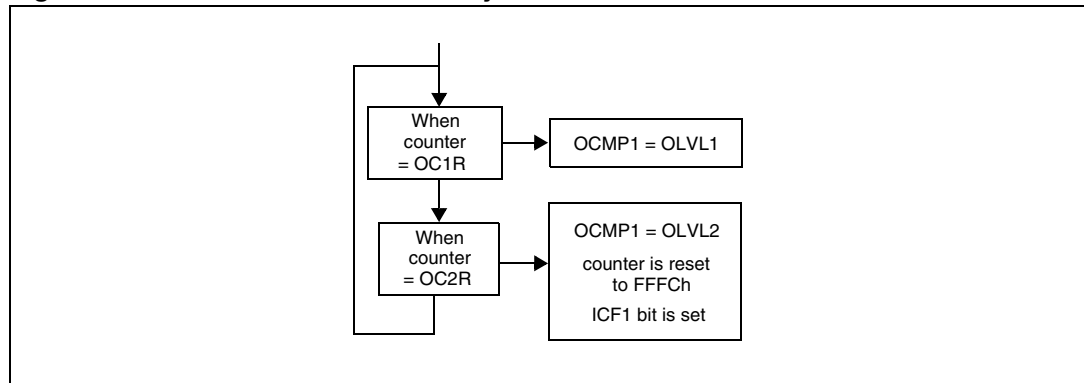 When
counter
= OC1R
OCMP1 = OLVL1
When
counter
= OC2R
OCMP1 = OLVL2
counter is reset
to FFFCh
ICF1 bit is set